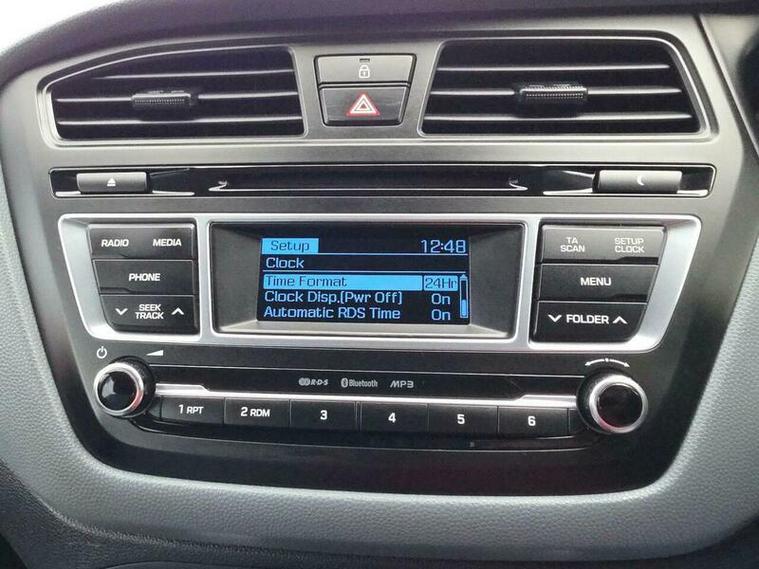 RADIO MEDIA
PHONE
SEEK
TRACK
Setup 12:48
Clock
Time Format 24Hr
Clock Disp.(Pwr Off) On
Automatic RDS Time On
TA
SCAN
SETUP
CLOCK
MENU
FOLDER
R·D·S Bluetooth MP3
1 RPT 2 RDM 3 4 5 6